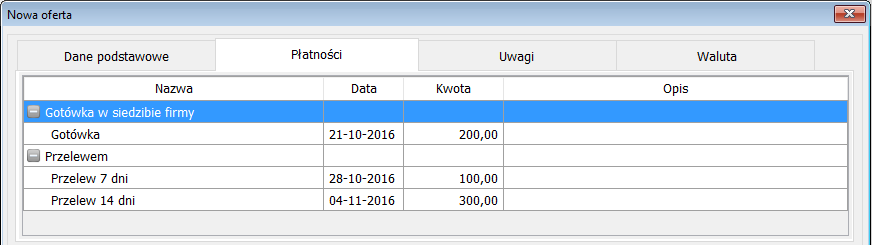 Nowa oferta
Dane podstawowe Płatności Uwagi Waluta
Nazwa Data Kwota Opis
Gotówka w siedzibie firmy
Gotówka 21-10-2016 200,00
Przelewem
Przelew 7 dni 28-10-2016 100,00
Przelew 14 dni 04-11-2016 300,00